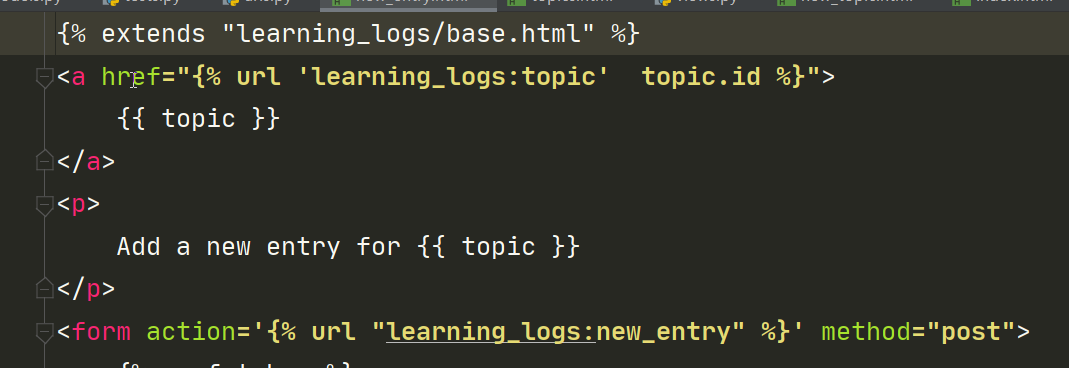 {% extends "learning_logs/base.html" %}
<a href="{% url 'learning_logs:topic'  topic.id %}">
{{ topic }}
</a>
<p>
Add a new entry for {{ topic }}
</p>
<form action='{% url "learning_logs:new_entry" %}' method="post">